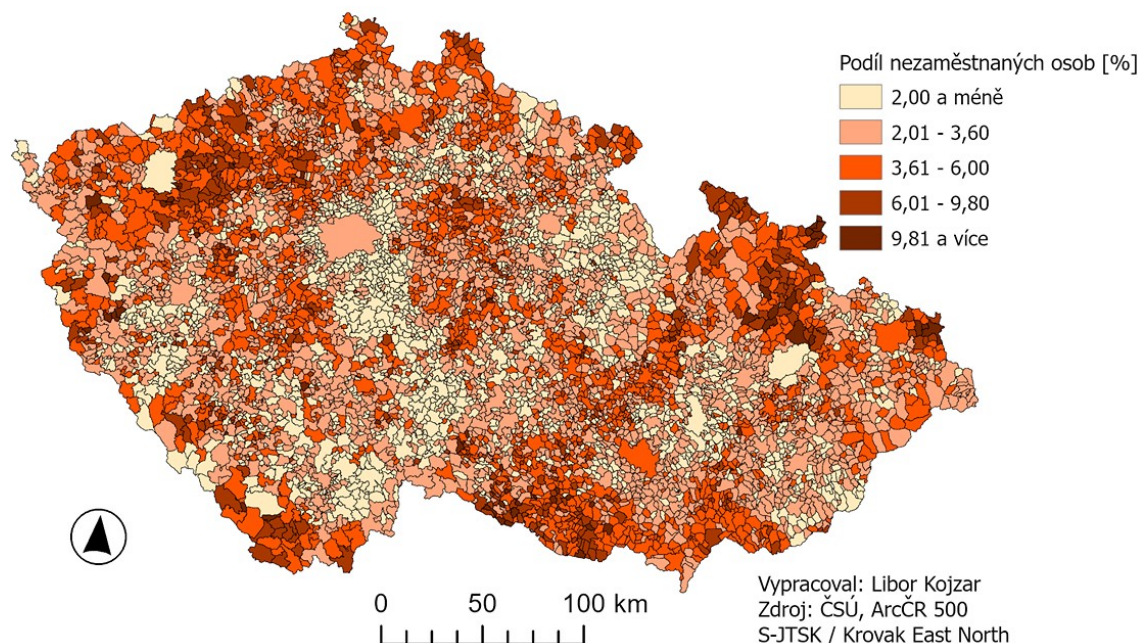 Podíl nezaměstnaných osob [%]
2,00 a méně
2,01 - 3,60
3,61 - 6,00
6,01 - 9,80
9,81 a více
0 50 100 km
Vypracoval: Libor Kojzar
Zdroj: ČSÚ, ArcČR 500
S-JTSK / Krovak East North